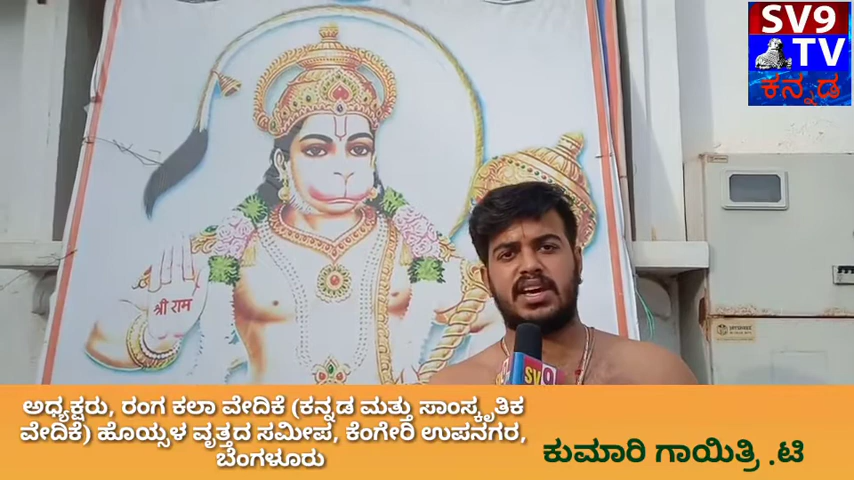 SV9
TV
ಕನ್ನಡ
श्री राम
SV9
ಅಧ್ಯಕ್ಷರು, ರಂಗ ಕಲಾ ವೇದಿಕೆ (ಕನ್ನಡ ಮತ್ತು ಸಾಂಸ್ಕೃತಿಕ
ವೇದಿಕೆ) ಹೊಯ್ಸಳ ವೃತ್ತದ ಸಮೀಪ, ಕೆಂಗೇರಿ ಉಪನಗರ,
ಬೆಂಗಳೂರು
ಕುಮಾರಿ ಗಾಯಿತ್ರಿ .ಟಿ